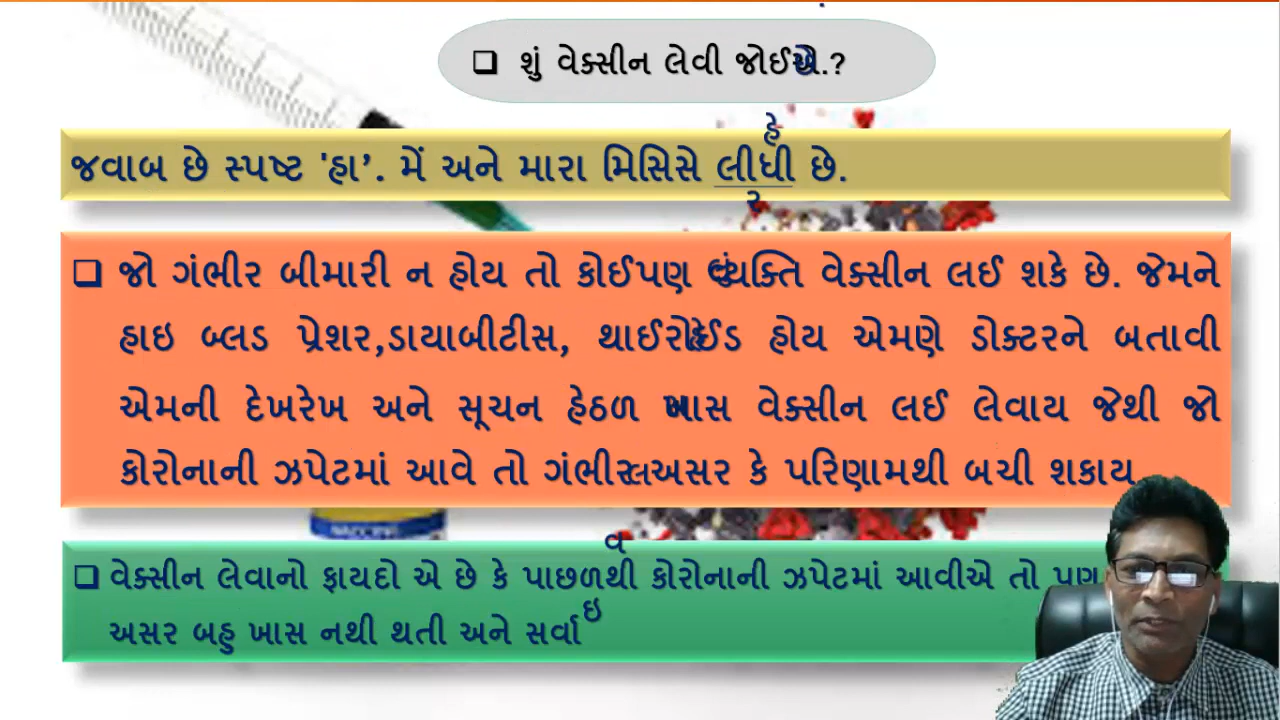 ❑ શું વેક્સીન લેવી જોઈએ.?
જવાબ છે સ્પષ્ટ 'હા’. મેં અને મારા મિસિસે લીધી છે.
❑ જો ગંભીર બીમારી ન હોય તો કોઈપણ વ્યક્તિ વેક્સીન લઈ શકે છે. જેમને
હાઇ બ્લડ પ્રેશર,ડાયાબીટીસ, થાઈરોઈડ હોય એમણે ડોક્ટરને બતાવી
એમની દેખરેખ અને સૂચન હેઠળ ખાસ વેક્સીન લઈ લેવાય જેથી જો
કોરોનાની ઝપેટમાં આવે તો ગંભીર અસર કે પરિણામથી બચી શકાય
❑ વેક્સીન લેવાનો ફાયદો એ છે કે પાછળથી કોરોનાની ઝપેટમાં આવીએ તો પણ
અસર બહુ ખાસ નથી થતી અને સર્વા